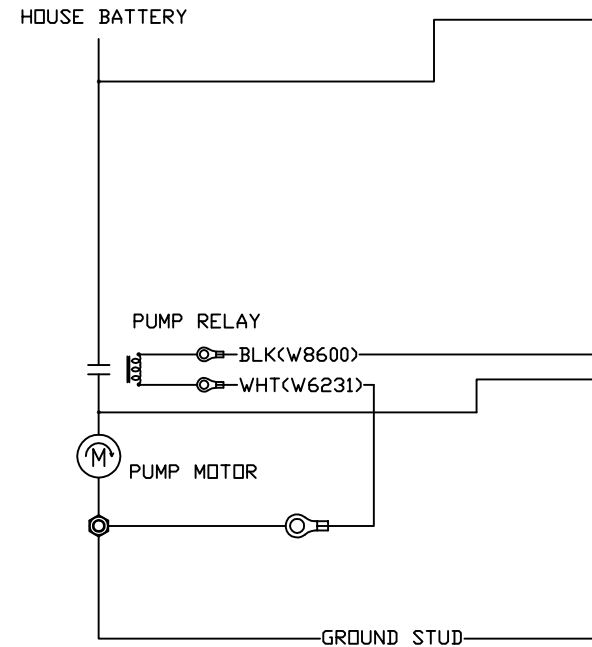 HOUSE BATTERY
PUMP RELAY
BLK(W8600)
WHT(W6231)
M
PUMP MOTOR
GROUND STUD